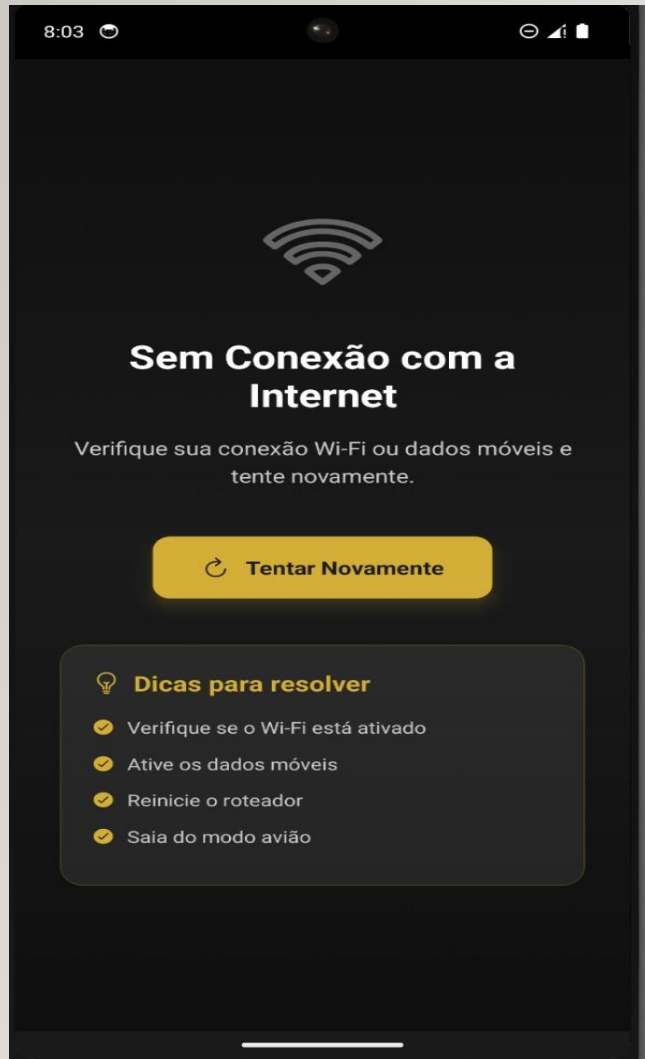 8:03
Sem Conexão com a
Internet
Verifique sua conexão Wi-Fi ou dados móveis e
tente novamente.
Tentar Novamente
Dicas para resolver
Verifique se o Wi-Fi está ativado
Ative os dados móveis
Reinicie o roteador
Saia do modo avião